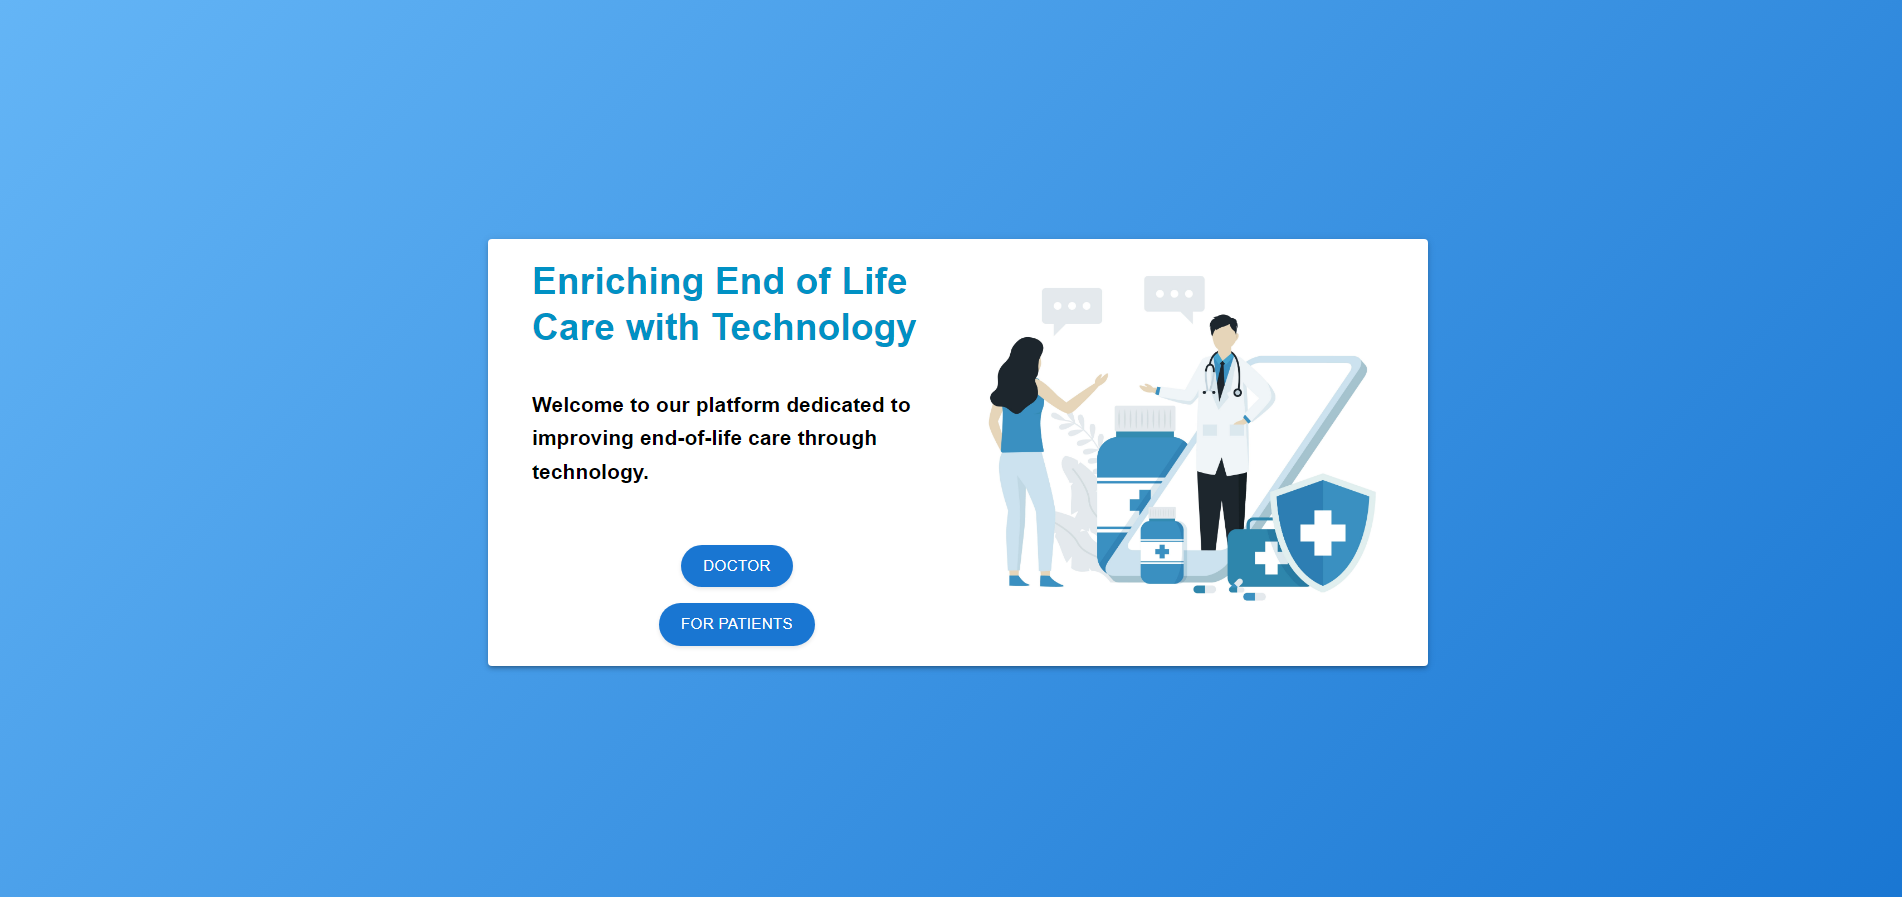 Enriching End of Life
Care with Technology
Welcome to our platform dedicated to
improving end-of-life care through
technology.
DOCTOR
FOR PATIENTS